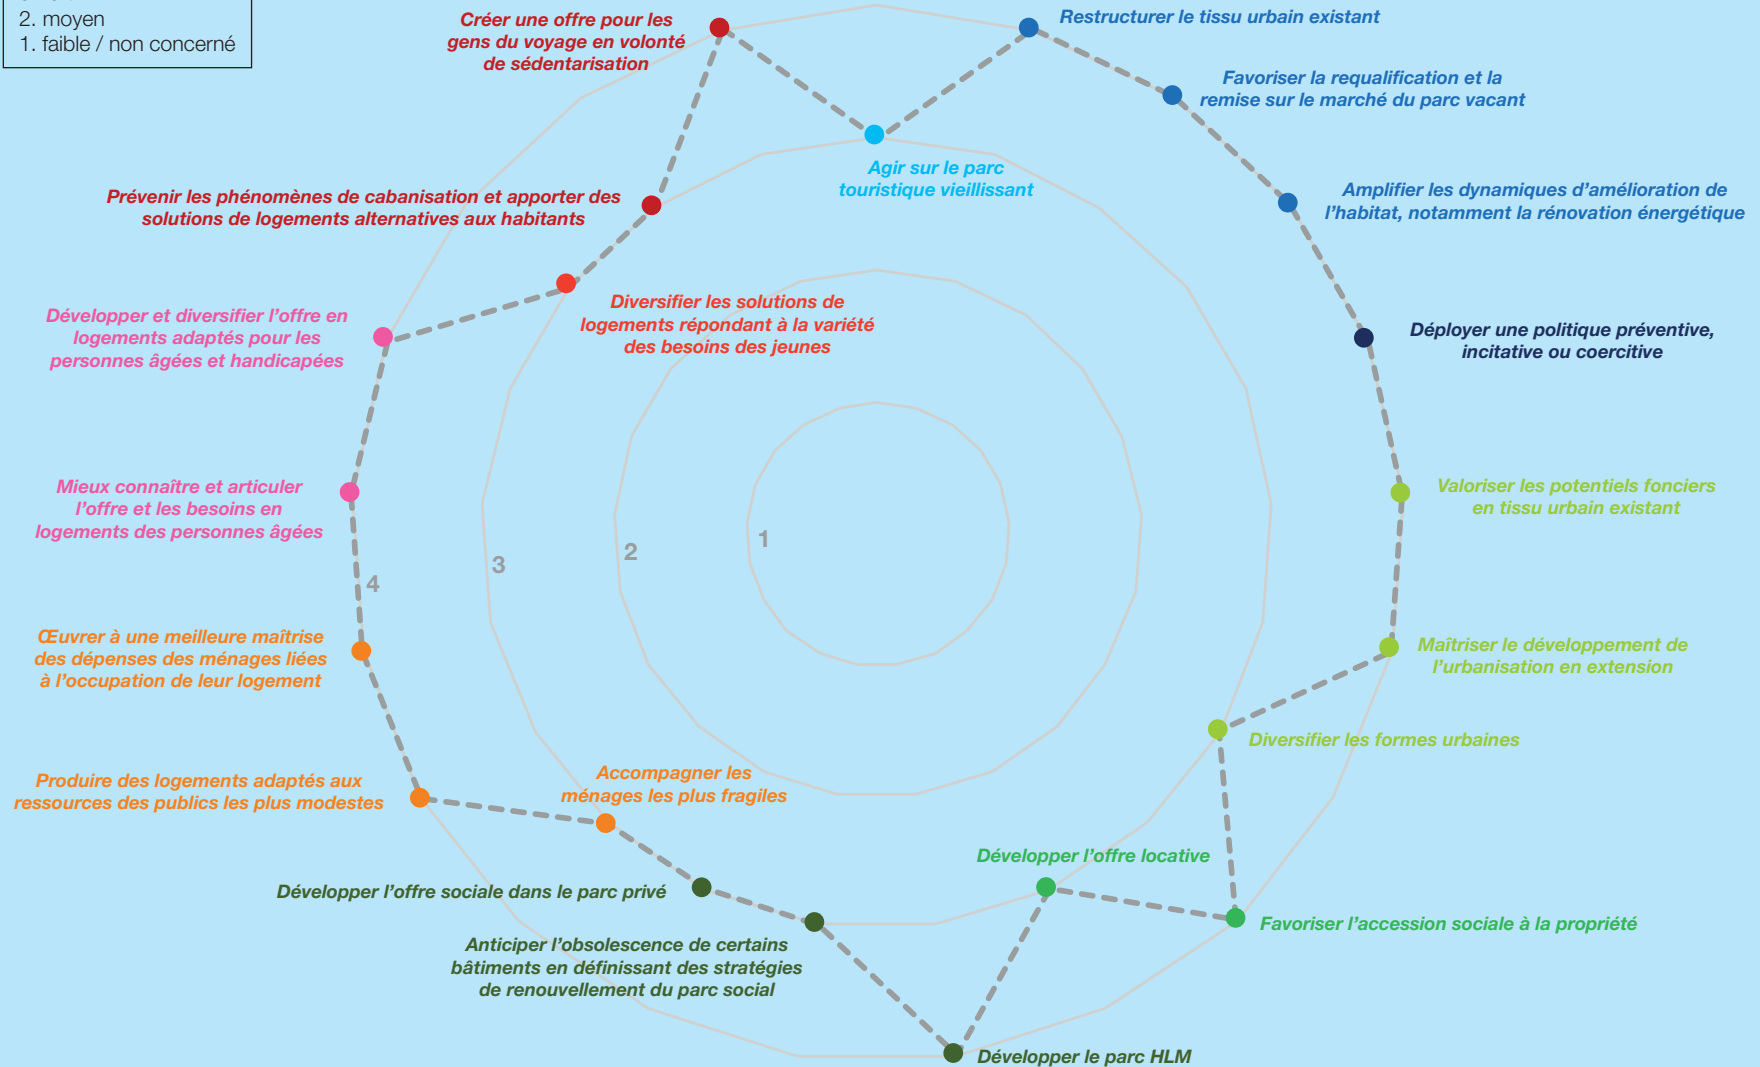 2. moyen
1. faible / non concerné
Créer une offre pour les
gens du voyage en volonté
de sédentarisation
Restructurer le tissu urbain existant
Favoriser la requalification et la
remise sur le marché du parc vacant
Agir sur le parc
touristique vieillissant
Amplifier les dynamiques d’amélioration de
l’habitat, notamment la rénovation énergétique
Prévenir les phénomènes de cabanisation et apporter des
solutions de logements alternatives aux habitants
Diversifier les solutions de
logements répondant à la variété
des besoins des jeunes
Développer et diversifier l’offre en
logements adaptés pour les
personnes âgées et handicapées
Déployer une politique préventive,
incitative ou coercitive
Mieux connaître et articuler
l’offre et les besoins en
logements des personnes âgées
Valoriser les potentiels fonciers
en tissu urbain existant
1
2
3
4
Œuvrer à une meilleure maîtrise
des dépenses des ménages liées
à l’occupation de leur logement
Maîtriser le développement de
l’urbanisation en extension
Diversifier les formes urbaines
Produire des logements adaptés aux
ressources des publics les plus modestes
Accompagner les
ménages les plus fragiles
Développer l’offre locative
Développer l’offre sociale dans le parc privé
Favoriser l’accession sociale à la propriété
Anticiper l’obsolescence de certains
bâtiments en définissant des stratégies
de renouvellement du parc social
Développer le parc HLM